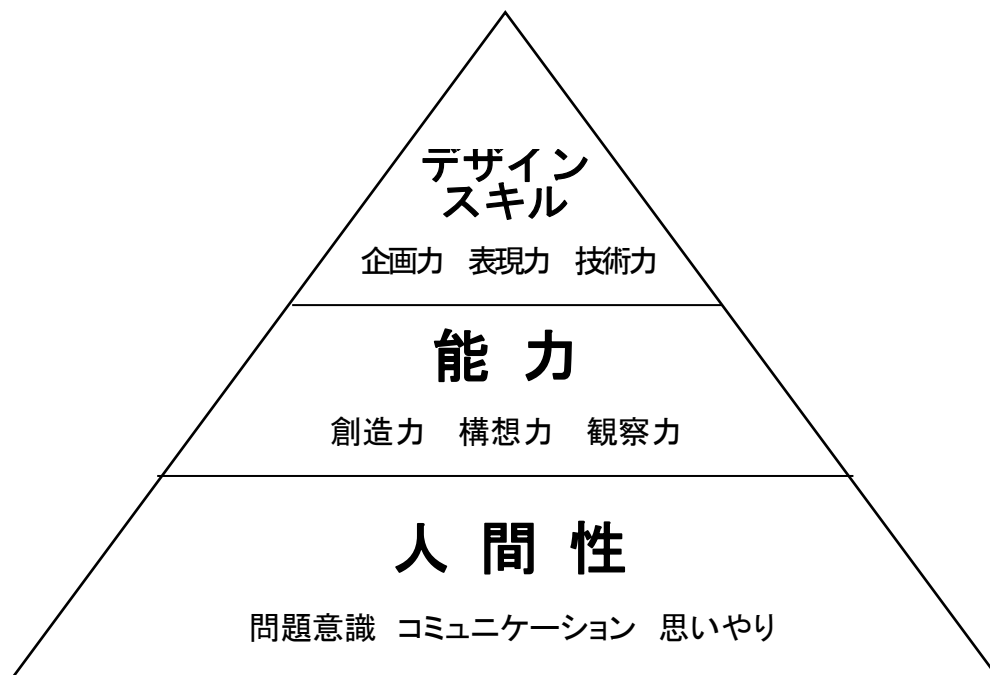 デザイン
スキル
企画力　表現力　技術力
能 力
創造力　構想力　観察力
人 間 性
問題意識　コミュニケーション　思いやり